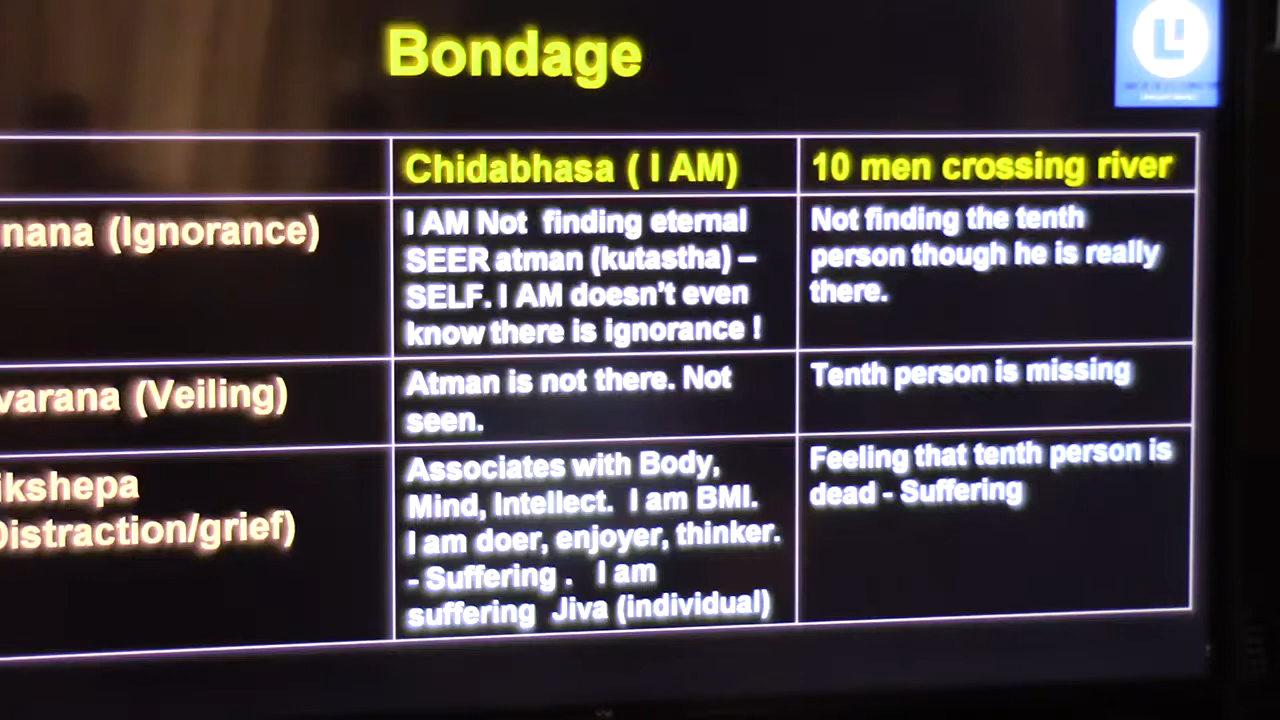 Bondage
Chidabhasa ( I AM)
10 men crossing river
nana (Ignorance)
I AM Not finding eternal
SEER atman (kutastha) –
SELF. I AM doesn't even
know there is ignorance !
Not finding the tenth
person though he is really
there.
varana (Veiling)
Atman is not there. Not
seen.
Tenth person is missing
ikshepa
Distraction/grief)
Associates with Body,
Mind, Intellect. I am BMI.
I am doer, enjoyer, thinker.
- Suffering . I am
suffering Jiva (individual)
Feeling that tenth person is
dead - Suffering